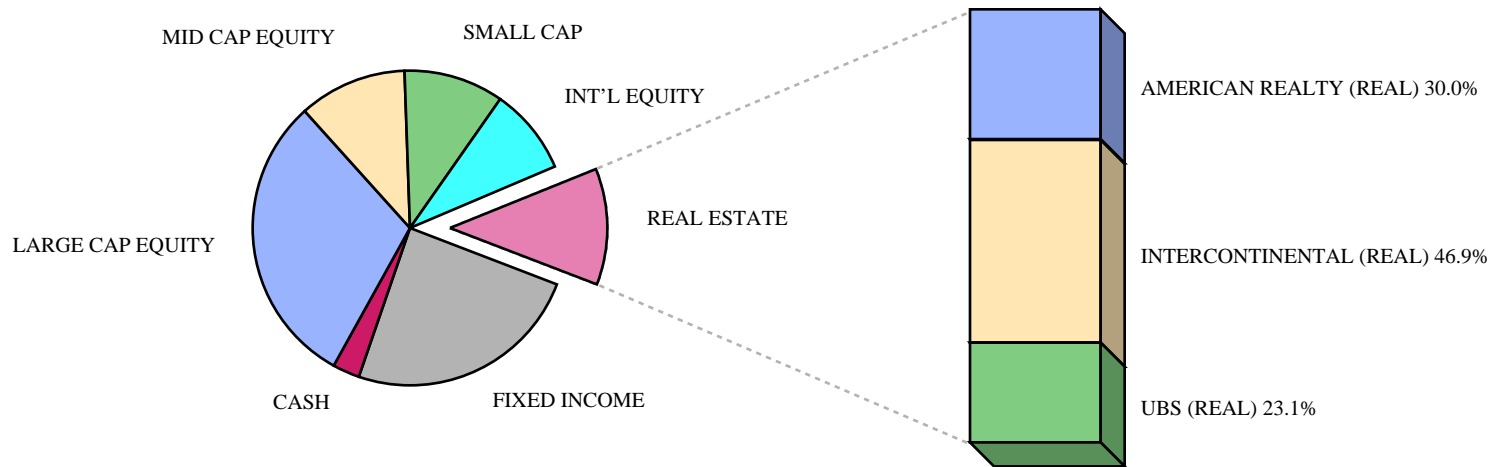 MID CAP EQUITY
SMALL CAP
INT'L EQUITY
REAL ESTATE
LARGE CAP EQUITY
CASH
FIXED INCOME
AMERICAN REALTY (REAL) 30.0%
INTERCONTINENTAL (REAL) 46.9%
UBS (REAL) 23.1%